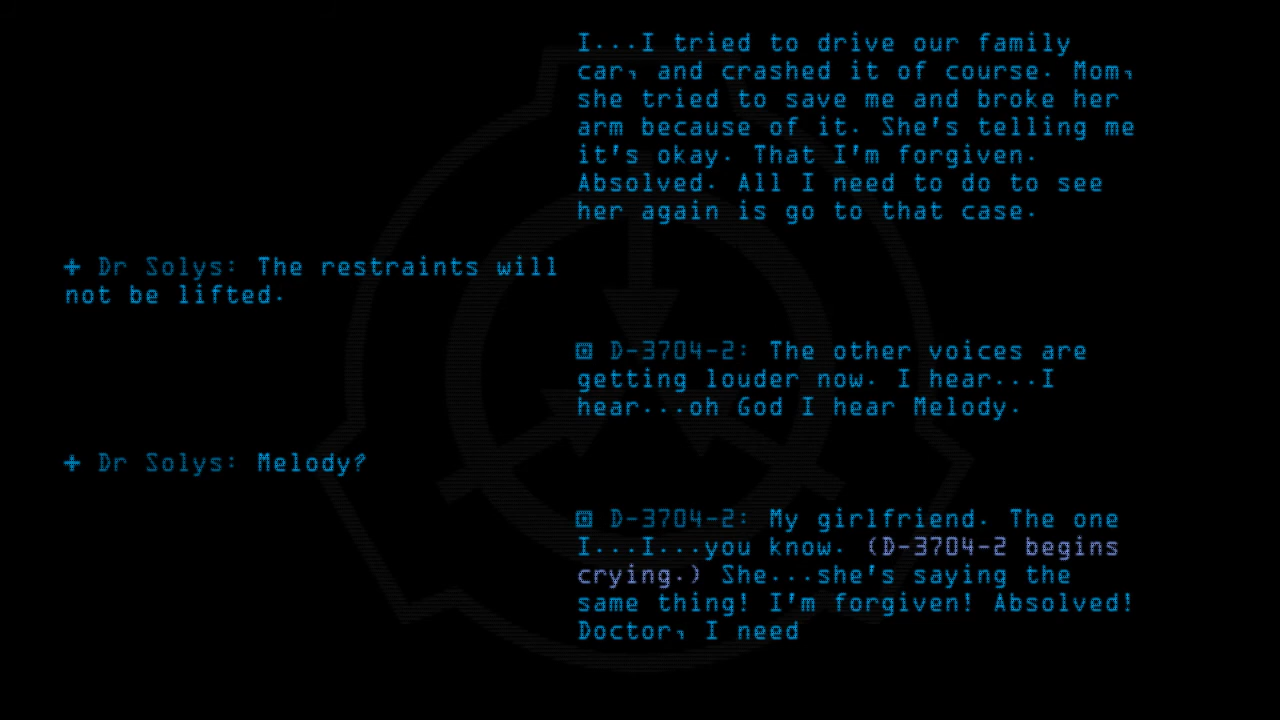 I...I tried to drive our family
car, and crashed it of course. Mom,
she tried to save me and broke her
arm because of it. She's telling me
it's okay. That I'm forgiven.
Absolved. All I need to do to see
her again is go to that case.
+ Dr Solys: The restraints will
not be lifted.
D-3704-2: The other voices are
getting louder now. I hear...I
hear...oh God I hear Melody.
+ Dr Solys: Melody?
D-3704-2: My girlfriend. The one
I...I...you know. (D-3704-2 begins
crying.) She...she's saying the
same thing! I'm forgiven! Absolved!
Doctor, I need